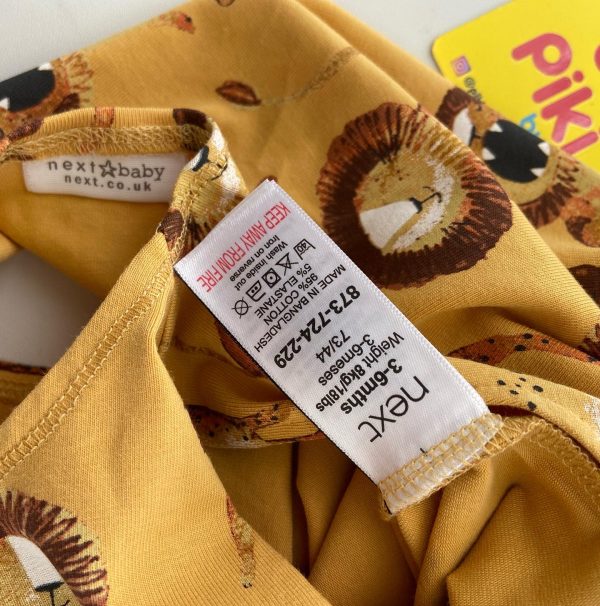 next☆baby
next.co.uk
next
3-6mths
Weight 8kg/18lbs
3-6meses
73/44
873-724-229
MADE IN BANGLADESH
95% COTTON
5% ELASTANE
40
Wash inside out
Iron on reverse
KEEP AWAY FROM FIRE
PIKI